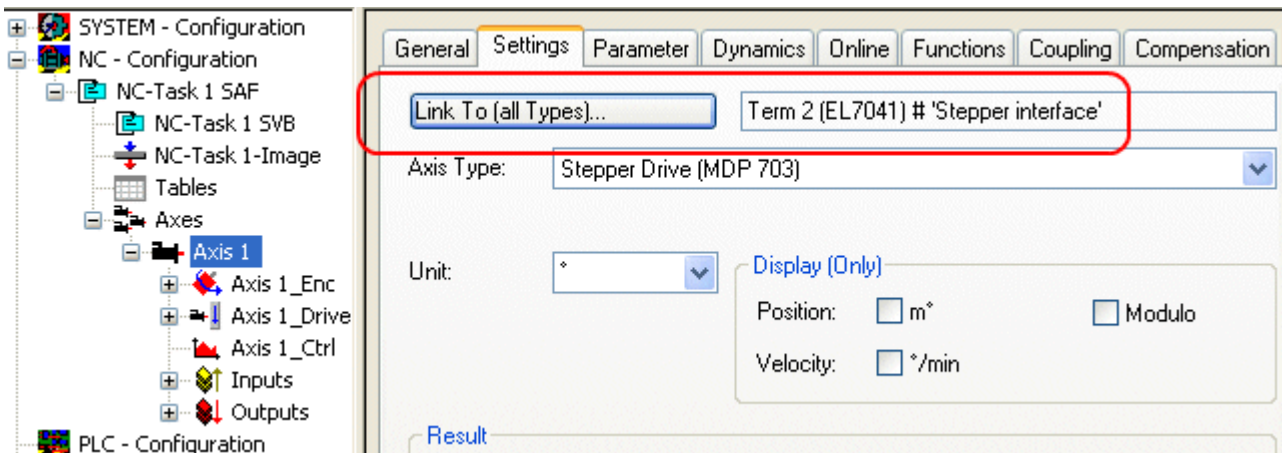 SYSTEM - Configuration
NC - Configuration
NC-Task 1 SAF
NC-Task 1 SVB
NC-Task 1-Image
Tables
Axes
Axis 1
Axis 1_Enc
Axis 1_Drive
Axis 1_Ctrl
Inputs
Outputs
PLC - Configuration
General Settings Parameter Dynamics Online Functions Coupling Compensation
Link To (all Types)... Term 2 (EL7041) # 'Stepper interface'
Axis Type: Stepper Drive (MDP 703)
Unit: °
Display (Only)
Position: m° Modulo
Velocity: °/min
Result